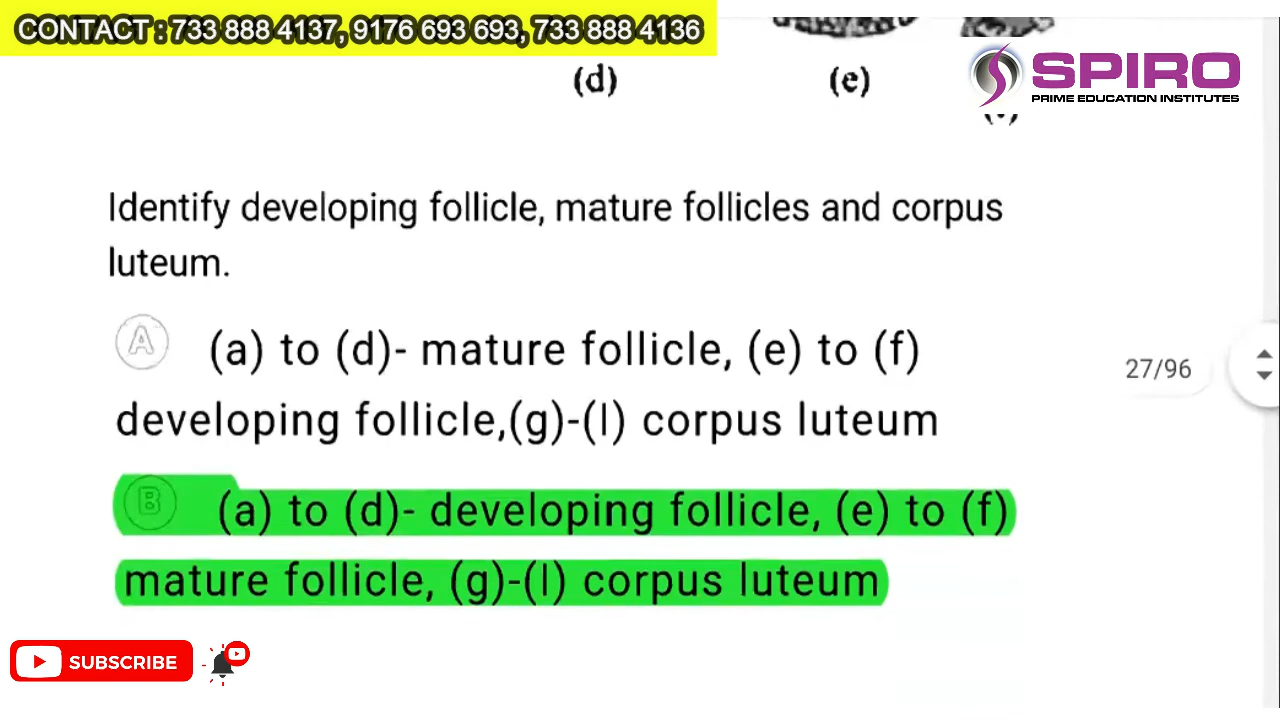 CONTACT : 733 888 4137, 9176 693 693, 733 888 4136
(d)
(e)
SPIRO
PRIME EDUCATION INSTITUTES
Identify developing follicle, mature follicles and corpus
luteum.
A (a) to (d)- mature follicle, (e) to (f)
developing follicle,(g)-(l) corpus luteum
27/96
B (a) to (d)- developing follicle, (e) to (f)
mature follicle, (g)-(l) corpus luteum
SUBSCRIBE